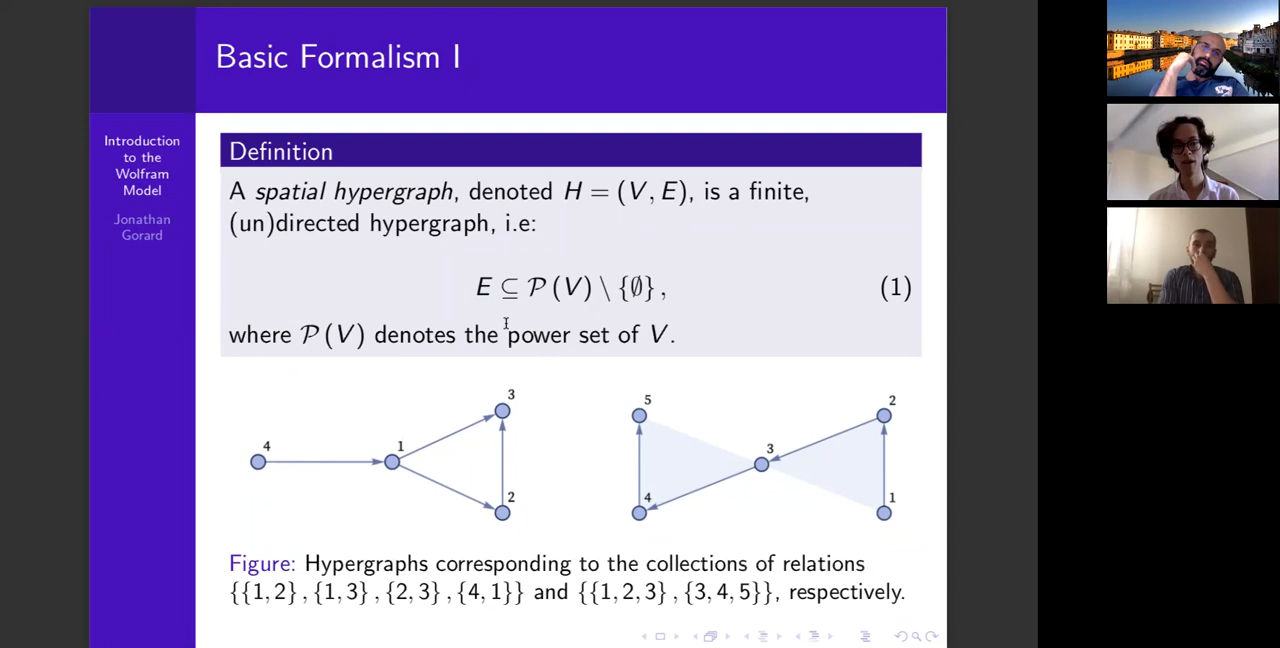 Basic Formalism I
Introduction
to the
Wolfram
Model
Jonathan
Gorard
Definition
A spatial hypergraph, denoted H = (V, E), is a finite,
(un)directed hypergraph, i.e:
E ⊆ P (V) \ {∅} , (1)
where P (V) denotes the power set of V.
4 1 3 2
5 4 3 2 1
Figure: Hypergraphs corresponding to the collections of relations
{{1, 2} , {1, 3} , {2, 3} , {4, 1}} and {{1, 2, 3} , {3, 4, 5}}, respectively.